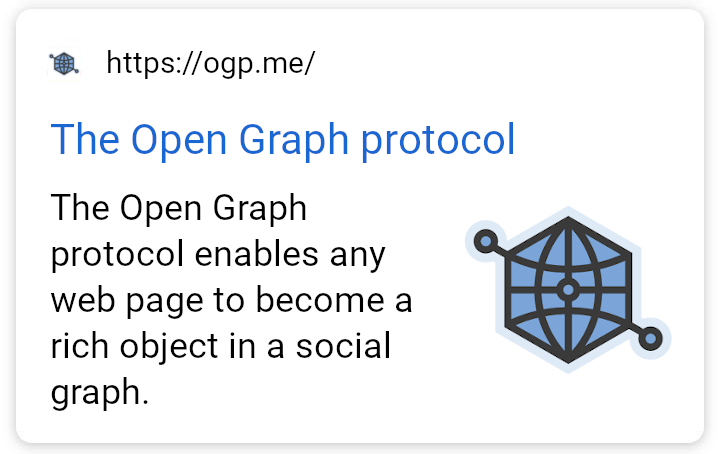 https://ogp.me/
The Open Graph protocol
The Open Graph
protocol enables any
web page to become a
rich object in a social
graph.